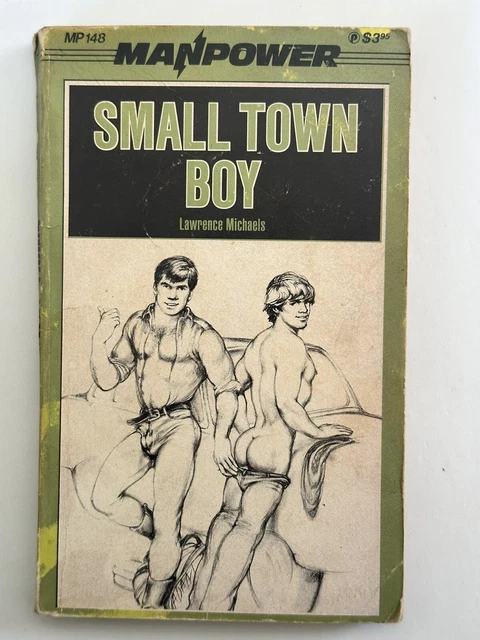 MP148
MANPOWER
Ⓟ $3.95
SMALL TOWN
BOY
Lawrence Michaels